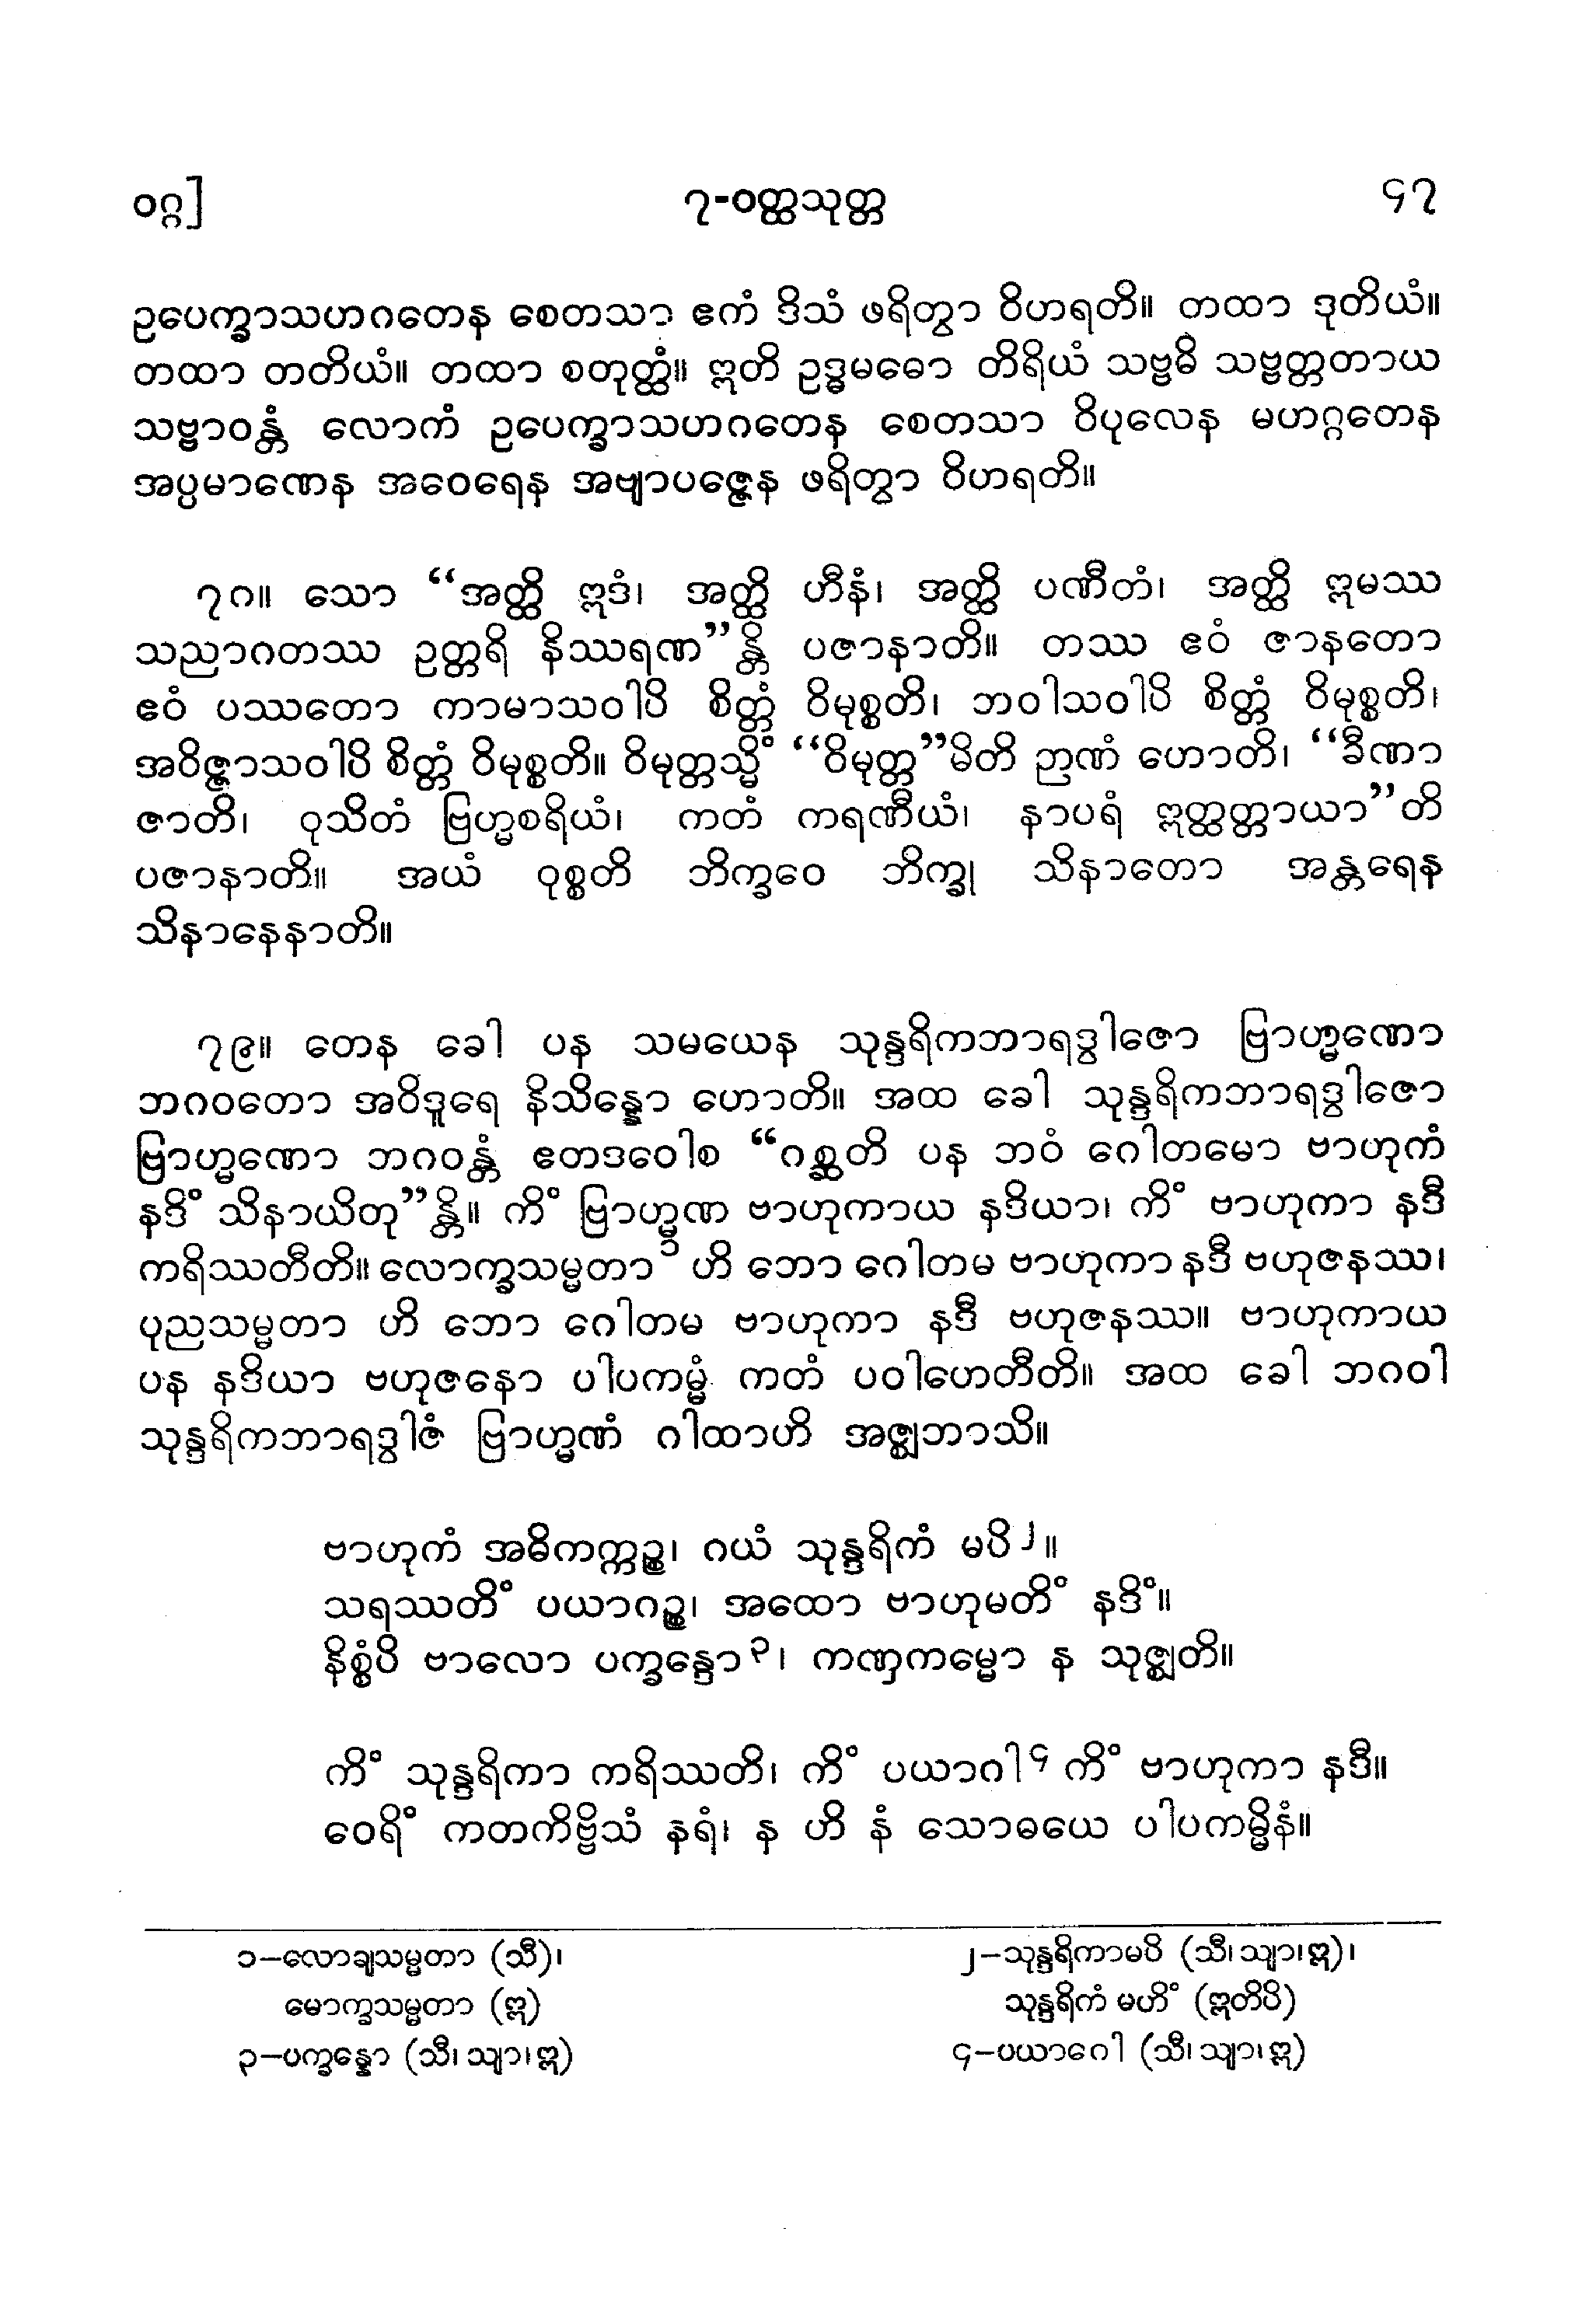 ဝဂ္ဂ] ၇-ဝတ္ထသုတ္တ ၄၇
ဥပေက္ခာသဟဂတေန စေတသာ ဧကံ ဒိသံ ဖရိတွာ ဝိဟရတိ။ တထာ ဒုတိယံ။
တထာ တတိယံ။ တထာ စတုတ္ထံ။ ဣတိ ဥဒ္ဓမဓော တိရိယံ သဗ္ဗဓိ သဗ္ဗတ္တတာယ
သဗ္ဗာဝန္တံ လောကံ ဥပေက္ခာသဟဂတေန စေတသာ ဝိပုလေန မဟဂ္ဂတေန
အပ္ပမာဏေန အဝေရေန အဗျာပဇ္ဇေန ဖရိတွာ ဝိဟရတိ။
၇၈။ သော “အတ္ထိ ဣဒံ၊ အတ္ထိ ဟီနံ၊ အတ္ထိ ပဏီတံ၊ အတ္ထိ ဣမဿ
သညာဂတဿ ဥတ္တရိ နိဿရဏ”န္တိ ပဇာနာတိ။ တဿ ဧဝံ ဇာနတော
ဧဝံ ပဿတော ကာမာသဝါပိ စိတ္တံ ဝိမုစ္စတိ၊ ဘဝါသဝါပိ စိတ္တံ ဝိမုစ္စတိ၊
အဝိဇ္ဇာသဝါပိ စိတ္တံ ဝိမုစ္စတိ။ ဝိမုတ္တသ္မိံ “ဝိမုတ္တ”မိတိ ဉာဏံ ဟောတိ၊ “ခီဏာ
ဇာတိ၊ ဝုသိတံ ဗြဟ္မစရိယံ၊ ကတံ ကရဏီယံ၊ နာပရံ ဣတ္ထတ္တာယာ”တိ
ပဇာနာတိ။ အယံ ဝုစ္စတိ ဘိက္ခဝေ ဘိက္ခု သိနာတော အန္တရေန
သိနာနေနာတိ။
၇၉။ တေန ခေါ ပန သမယေန သုန္ဒရိကဘာရဒွါဇော ဗြာဟ္မဏော
ဘဂဝတော အဝိဒူရေ နိသိန္နော ဟောတိ။ အထ ခေါ သုန္ဒရိကဘာရဒွါဇော
ဗြာဟ္မဏော ဘဂဝန္တံ ဧတဒဝေါစ “ဂစ္ဆတိ ပန ဘဝံ ဂေါတမော ဗာဟုကံ
နဒိံ သိနာယိတု”န္တိ။ ကိံ ဗြာဟ္မဏ ဗာဟုကာယ နဒိယာ၊ ကိံ ဗာဟုကာ နဒီ
ကရိဿတီတိ။ လောက္ခသမ္မတာ၁ ဟိ ဘော ဂေါတမ ဗာဟုကာ နဒီ ဗဟုဇနဿ၊
ပုညသမ္မတာ ဟိ ဘော ဂေါတမ ဗာဟုကာ နဒီ ဗဟုဇနဿ။ ဗာဟုကာယ
ပန နဒိယာ ဗဟုဇနော ပါပကမ္မံ ကတံ ပဝါဟေတီတိ။ အထ ခေါ ဘဂဝါ
သုန္ဒရိကဘာရဒွါဇံ ဗြာဟ္မဏံ ဂါထာဟိ အဇ္ဈဘာသိ။
ဗာဟုကံ အဓိကက္ကဉ္စ၊ ဂယံ သုန္ဒရိကံ မပိ၂။
သရဿတိံ ပယာဂဉ္စ၊ အထော ဗာဟုမတိံ နဒိံ။
နိစ္စံပိ ဗာလော ပက္ခန္ဒော၃၊ ကဏှကမ္မော န သုဇ္ဈတိ။
ကိံ သုန္ဒရိကာ ကရိဿတိ၊ ကိံ ပယာဂါ၄ ကိံ ဗာဟုကာ နဒီ။
ဝေရိံ ကတကိဗ္ဗိသံ နရံ၊ န ဟိ နံ သောဓယေ ပါပကမ္မိနံ။
၁–လောချသမ္မတာ (သီ)၊ ၂–သုန္ဒရိကာမပိ (သီ၊ သျာ၊ ဣ)၊
မောက္ခသမ္မတာ (ဣ) သုန္ဒရိကံ မဟိံ (ဣတိပိ)
၃–ပက္ခန္နော (သီ၊ သျာ၊ ဣ) ၄–ပယာဂေါ (သီ၊ သျာ၊ ဣ)